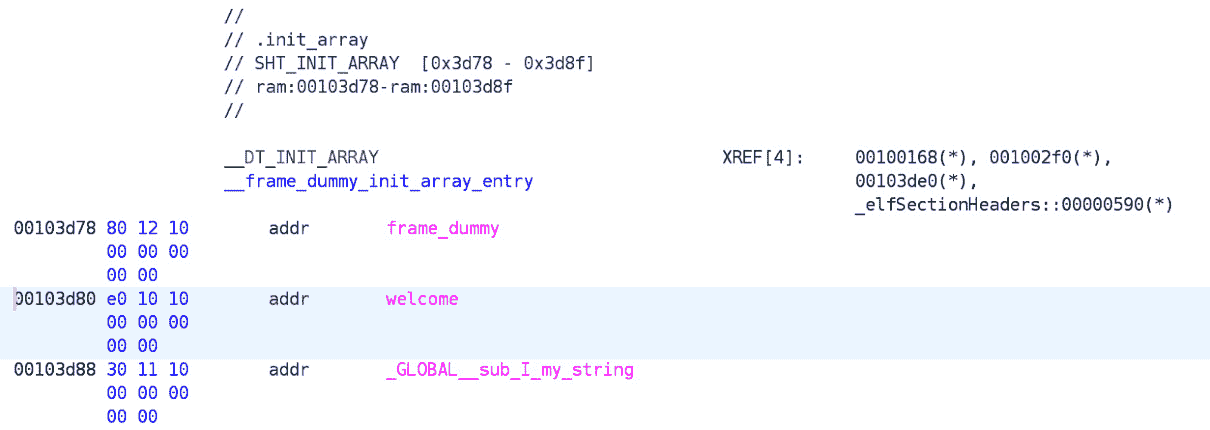 //
// .init_array
// SHT_INIT_ARRAY  [0x3d78 - 0x3d8f]
// ram:00103d78-ram:00103d8f
//
__DT_INIT_ARRAY XREF[4]: 00100168(*), 001002f0(*),
__frame_dummy_init_array_entry 00103de0(*),
_elfSectionHeaders::00000590(*)
00103d78 80 12 10 addr frame_dummy
00 00 00
00 00
00103d80 e0 10 10 addr welcome
00 00 00
00 00
00103d88 30 11 10 addr _GLOBAL__sub_I_my_string
00 00 00
00 00